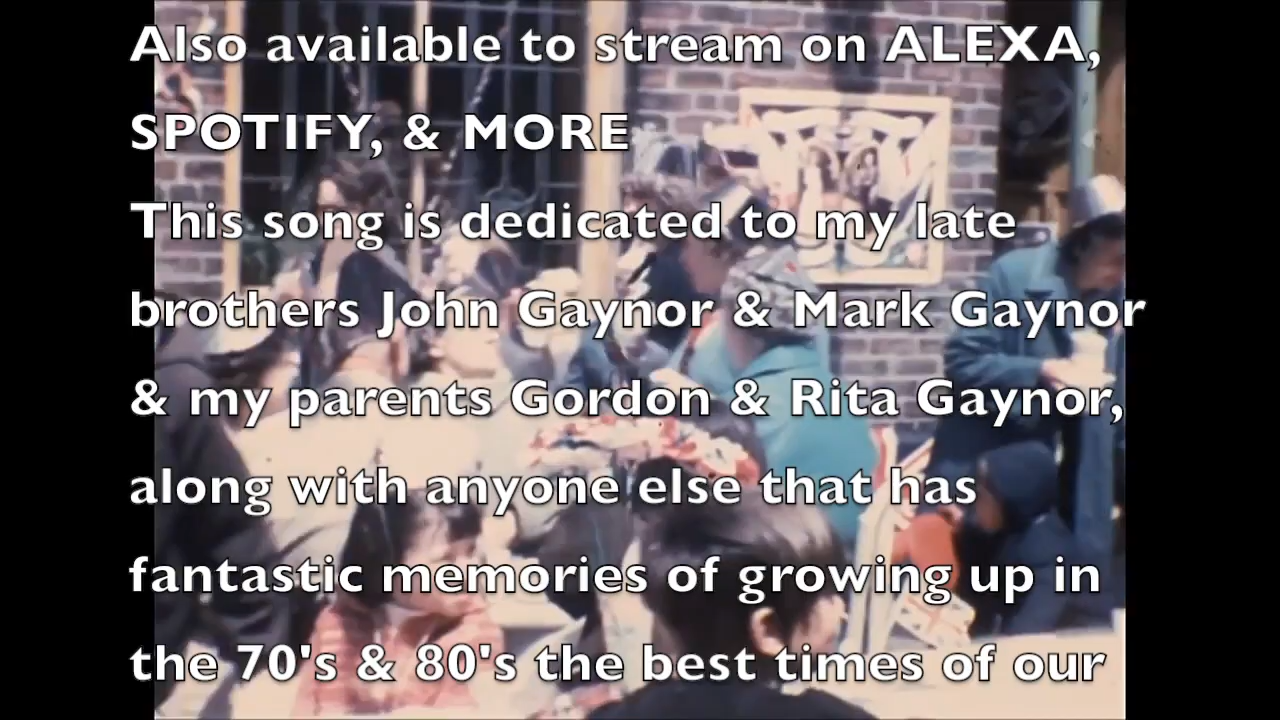 Also available to stream on ALEXA,
SPOTIFY, & MORE
This song is dedicated to my late
brothers John Gaynor & Mark Gaynor
& my parents Gordon & Rita Gaynor,
along with anyone else that has
fantastic memories of growing up in
the 70's & 80's the best times of our